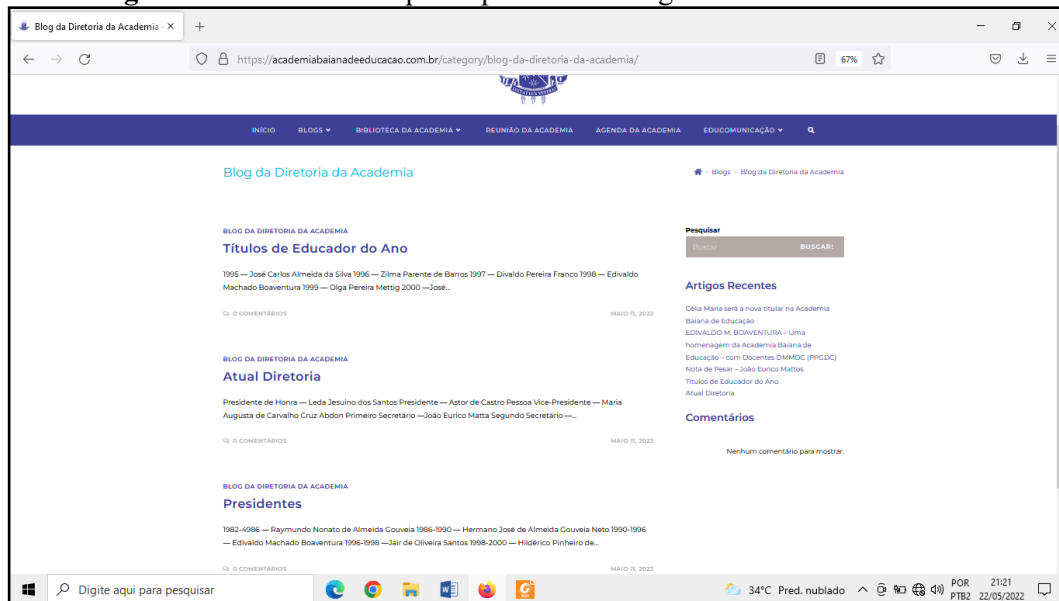 Blog da Diretoria da Academia -
https://academiabaianadeeducacao.com.br/category/blog-da-diretoria-da-academia/
67%
INÍCIO BLOGS BIBLIOTECA DA ACADEMIA REUNIÃO DA ACADEMIA AGENDA DA ACADEMIA EDUCOMUNICAÇÃO
Blog da Diretoria da Academia
> Blogs > Blog da Diretoria da Academia
BLOG DA DIRETORIA DA ACADEMIA
Títulos de Educador do Ano
1995 — José Carlos Almeida da Silva 1996 — Zilma Parente de Barros 1997 — Divaldo Pereira Franco 1998 — Edivaldo
Machado Boaventura 1999 — Olga Pereira Mettig 2000 —José...
0 COMENTÁRIOS
MAIO 11, 2022
BLOG DA DIRETORIA DA ACADEMIA
Atual Diretoria
Presidente de Honra — Leda Jesuino dos Santos Presidente — Astor de Castro Pessoa Vice-Presidente — Maria
Augusta de Carvalho Cruz Abdon Primeiro Secretário —João Eurico Matta Segundo Secretário —...
0 COMENTÁRIOS
MAIO 11, 2022
BLOG DA DIRETORIA DA ACADEMIA
Presidentes
1982-4986 — Raymundo Nonato de Almeida Gouveia 1986-1990 — Hermano José de Almeida Gouveia Neto 1990-1996
— Edivaldo Machado Boaventura 1996-1998 —Jair de Oliveira Santos 1998-2000 — Hildérico Pinheiro de...
0 COMENTÁRIOS
MAIO 11, 2022
Pesquisar
Buscar BUSCAR!
Artigos Recentes
Célia Maria será a nova titular na Academia
Baiana de Educação
EDIVALDO M. BOAVENTURA – Uma
homenagem da Academia Baiana de
Educação – com Docentes DMMDC (PPGDC)
Nota de Pesar – João Eurico Mattos
Títulos de Educador do Ano
Atual Diretoria
Comentários
Nenhum comentário para mostrar.
Digite aqui para pesquisar
34°C Pred. nublado
POR
PTB2
21:21
22/05/2022